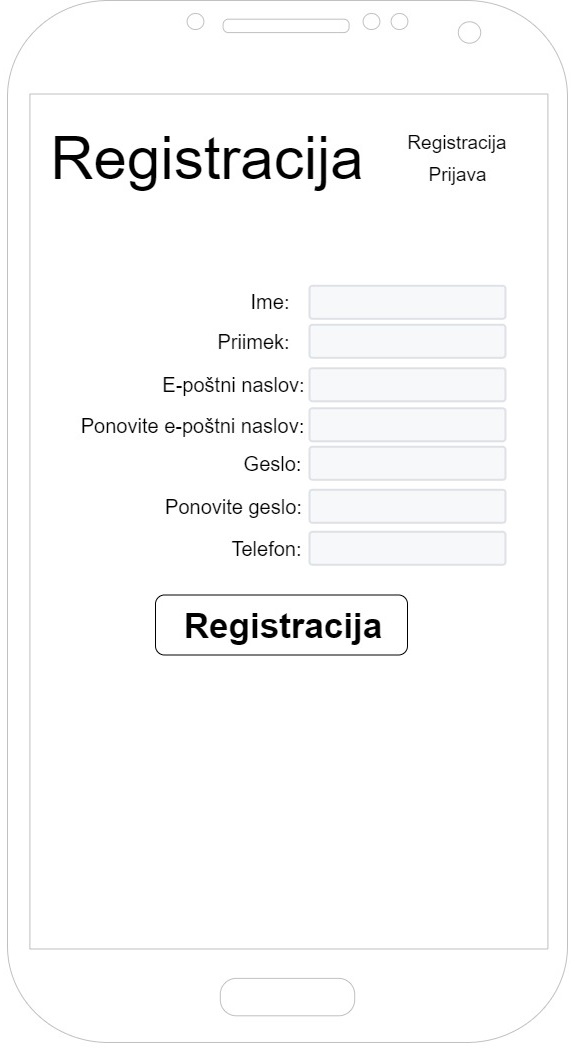 Registracija
Registracija
Prijava
Ime:
Priimek:
E-poštni naslov:
Ponovite e-poštni naslov:
Geslo:
Ponovite geslo:
Telefon:
Registracija